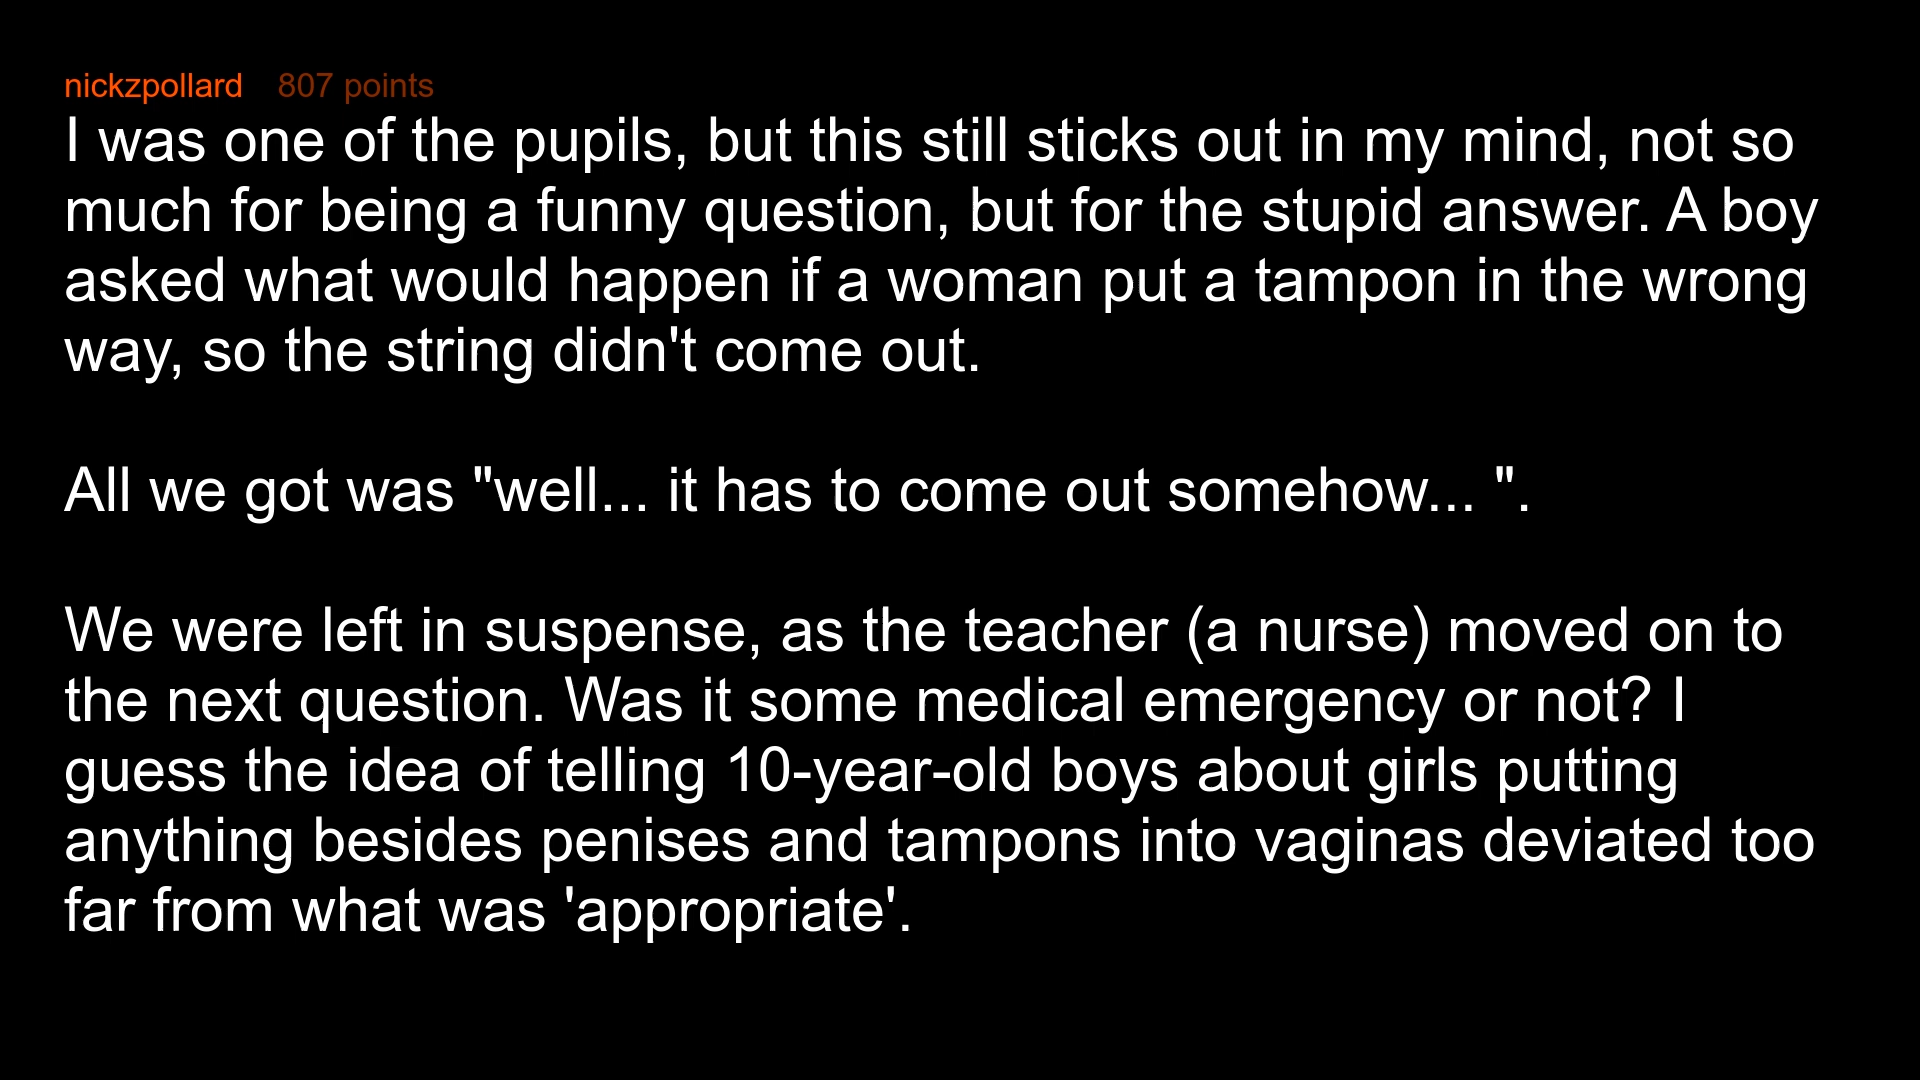 nickzpollard 807 points
I was one of the pupils, but this still sticks out in my mind, not so
much for being a funny question, but for the stupid answer. A boy
asked what would happen if a woman put a tampon in the wrong
way, so the string didn't come out.
All we got was "well... it has to come out somehow... ".
We were left in suspense, as the teacher (a nurse) moved on to
the next question. Was it some medical emergency or not? I
guess the idea of telling 10-year-old boys about girls putting
anything besides penises and tampons into vaginas deviated too
far from what was 'appropriate'.